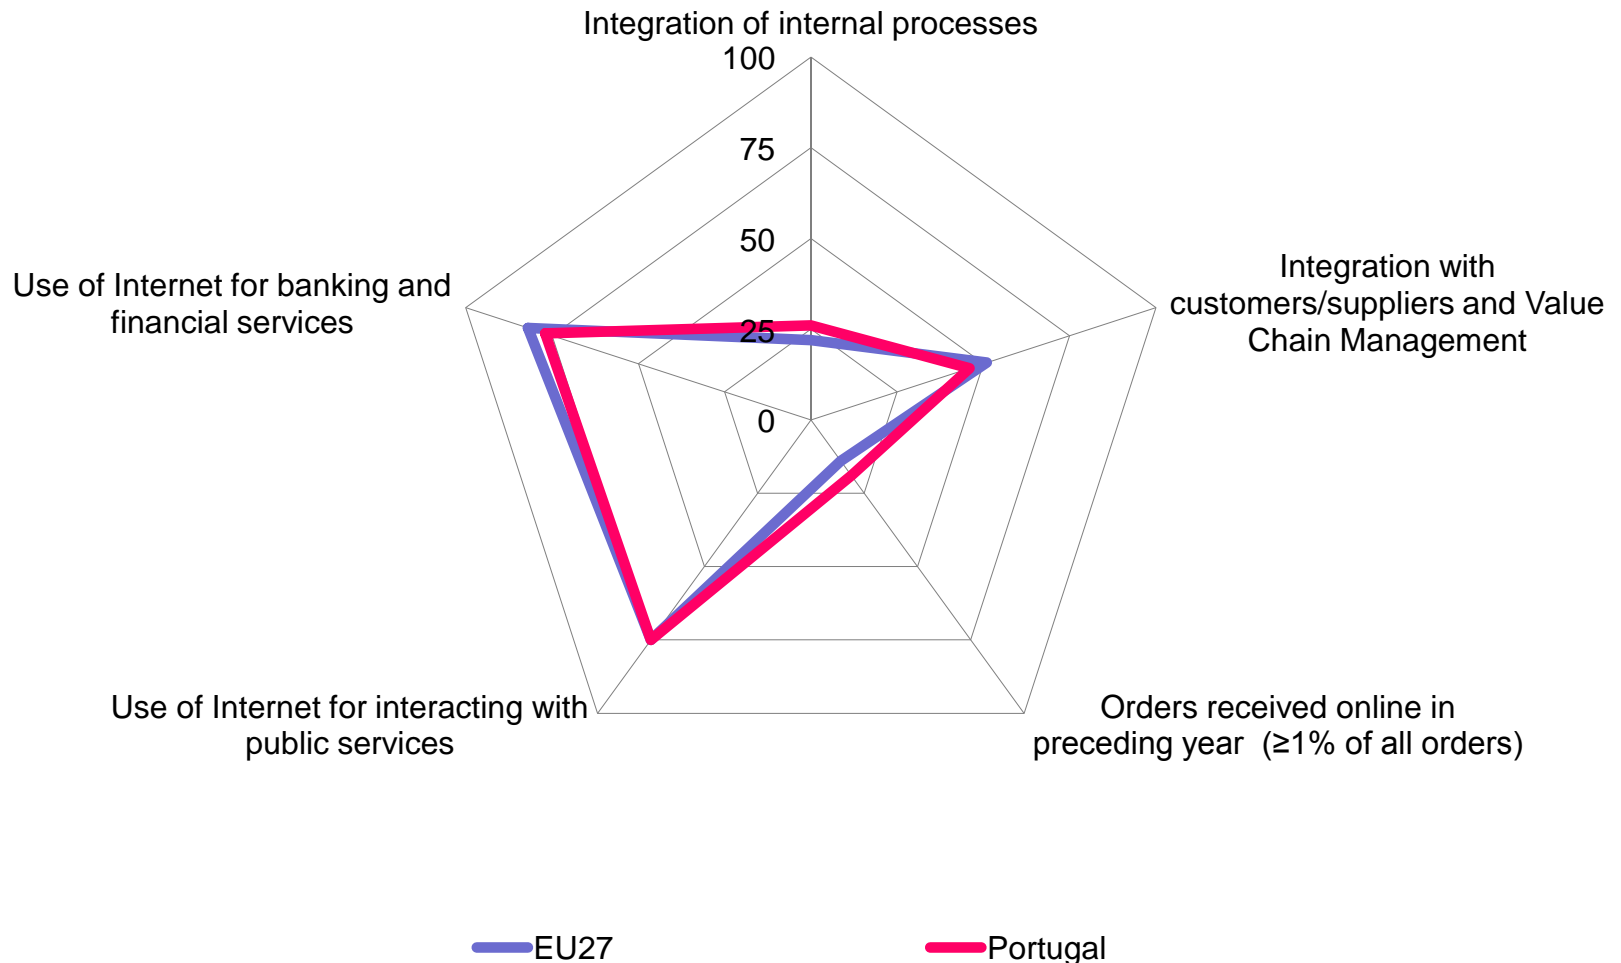 Integration of internal processes
100
75
50
25
0
Integration with
customers/suppliers and Value
Chain Management
Use of Internet for banking and
financial services
Use of Internet for interacting with
public services
Orders received online in
preceding year  (≥1% of all orders)
EU27
Portugal